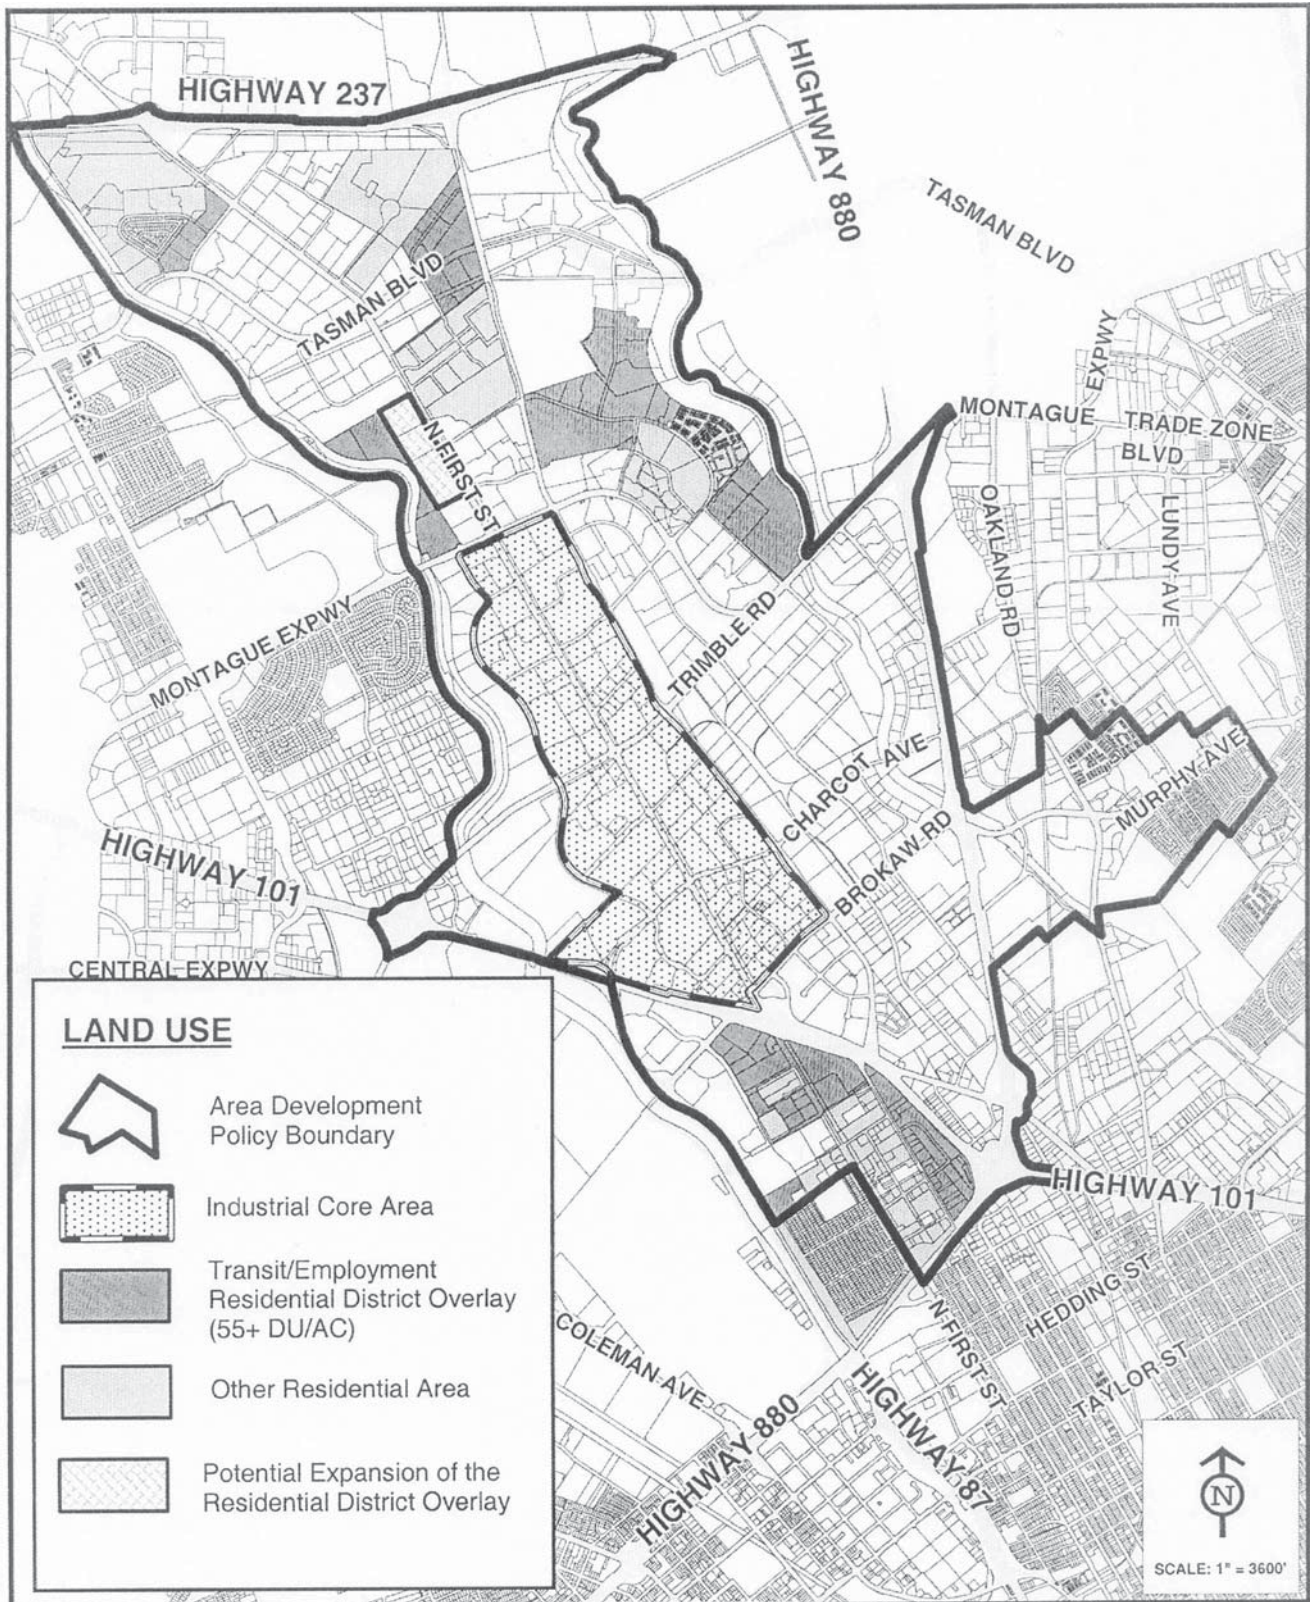 HIGHWAY 237
HIGHWAY 880
TASMAN BLVD
TASMAN BLVD
EXPWY
MONTAGUE
TRADE ZONE
BLVD
N. FIRST ST
OAKLAND RD
LUNDY AVE
MONTAGUE EXPWY
TRIMBLE RD
CHARCOT AVE
MURPHY AVE
BROKAW RD
HIGHWAY 101
CENTRAL EXPWY
HIGHWAY 101
HEDDING ST
N FIRST ST
TAYLOR ST
COLEMAN AVE
HIGHWAY 880
HIGHWAY 87
LAND USE
Area Development
Policy Boundary
Industrial Core Area
Transit/Employment
Residential District Overlay
(55+ DU/AC)
Other Residential Area
Potential Expansion of the
Residential District Overlay
N
SCALE: 1" = 3600'